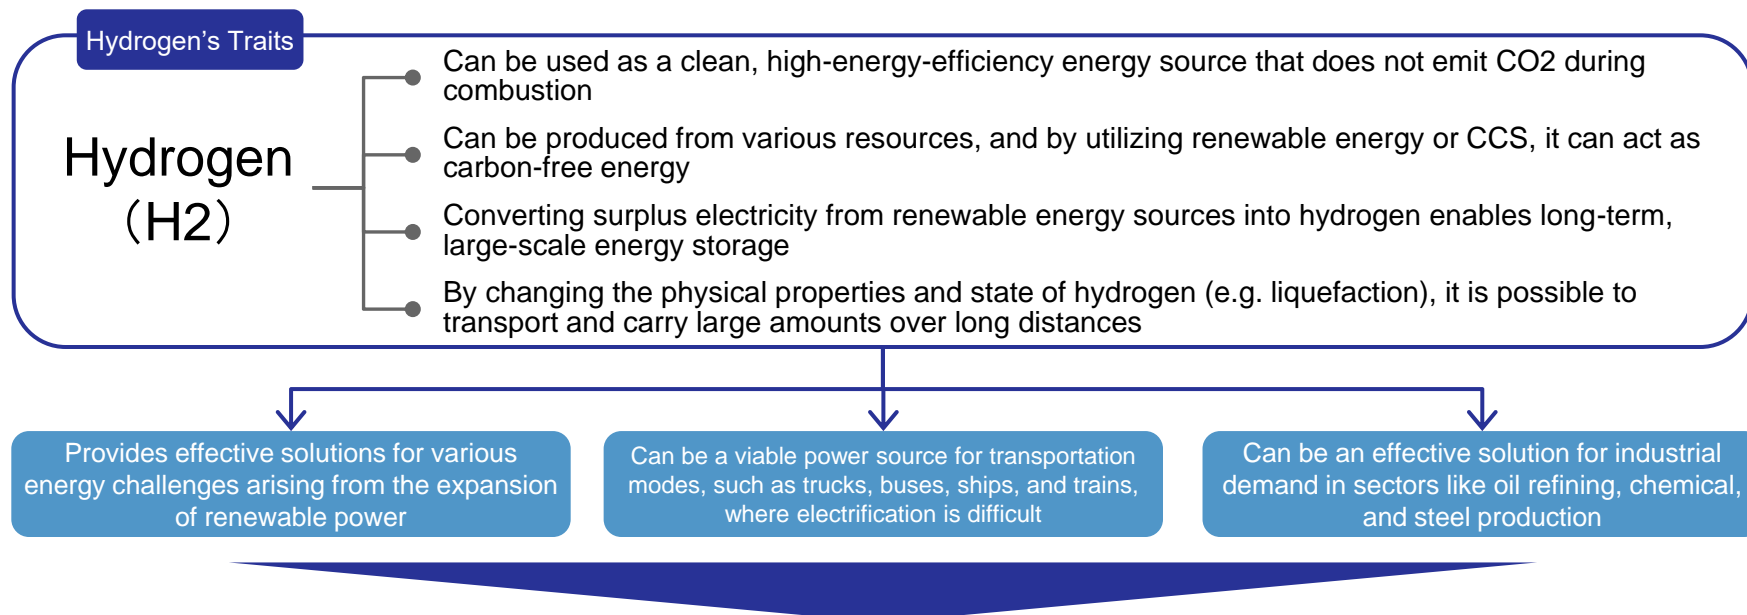 Hydrogen's Traits
Hydrogen
（H2）
Can be used as a clean, high-energy-efficiency energy source that does not emit CO2 during
combustion
Can be produced from various resources, and by utilizing renewable energy or CCS, it can act as
carbon-free energy
Converting surplus electricity from renewable energy sources into hydrogen enables long-term,
large-scale energy storage
By changing the physical properties and state of hydrogen (e.g. liquefaction), it is possible to
transport and carry large amounts over long distances
Provides effective solutions for various
energy challenges arising from the expansion
of renewable power
Can be a viable power source for transportation
modes, such as trucks, buses, ships, and trains,
where electrification is difficult
Can be an effective solution for industrial
demand in sectors like oil refining, chemical,
and steel production